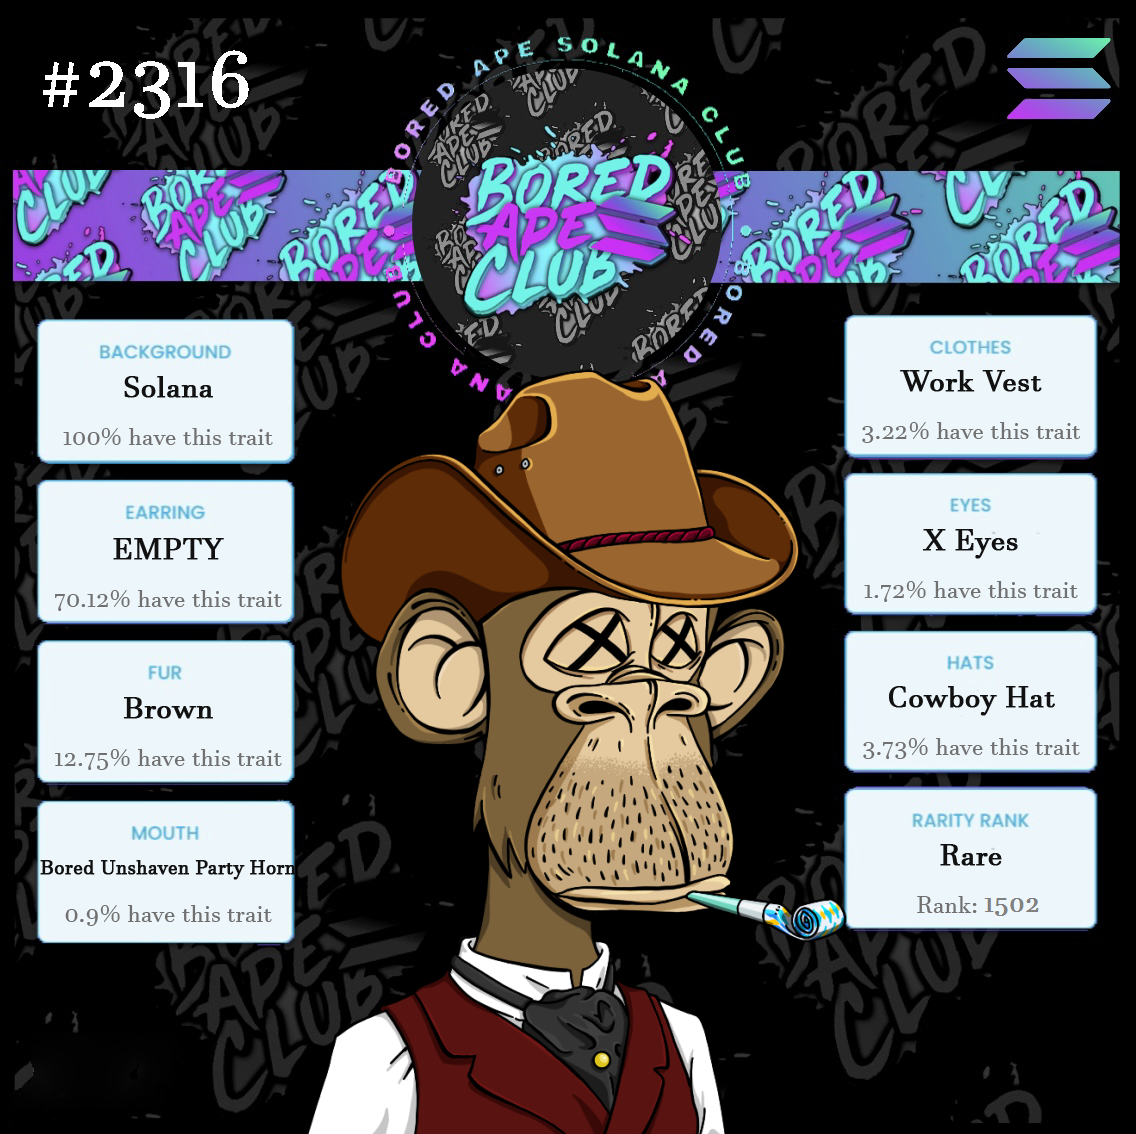 #2316
BORED APE SOLANA CLUB
BORED
APE
CLUB
BACKGROUND
Solana
100% have this trait
EARRING
EMPTY
70.12% have this trait
FUR
Brown
12.75% have this trait
MOUTH
Bored Unshaven Party Horn
0.9% have this trait
CLOTHES
Work Vest
3.22% have this trait
EYES
X Eyes
1.72% have this trait
HATS
Cowboy Hat
3.73% have this trait
RARITY RANK
Rare
Rank: 1502